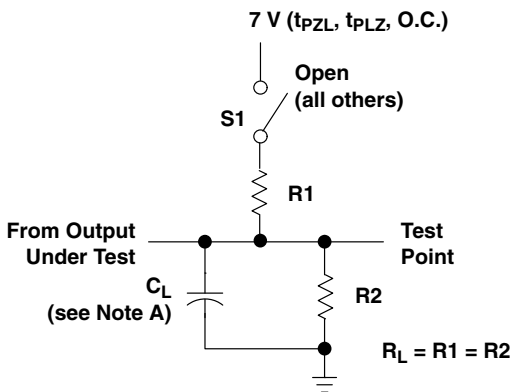 7 V (tPZL, tPLZ, O.C.)
Open
(all others)
S1
R1
From Output
Under Test
Test
Point
CL
(see Note A)
R2
RL = R1 = R2